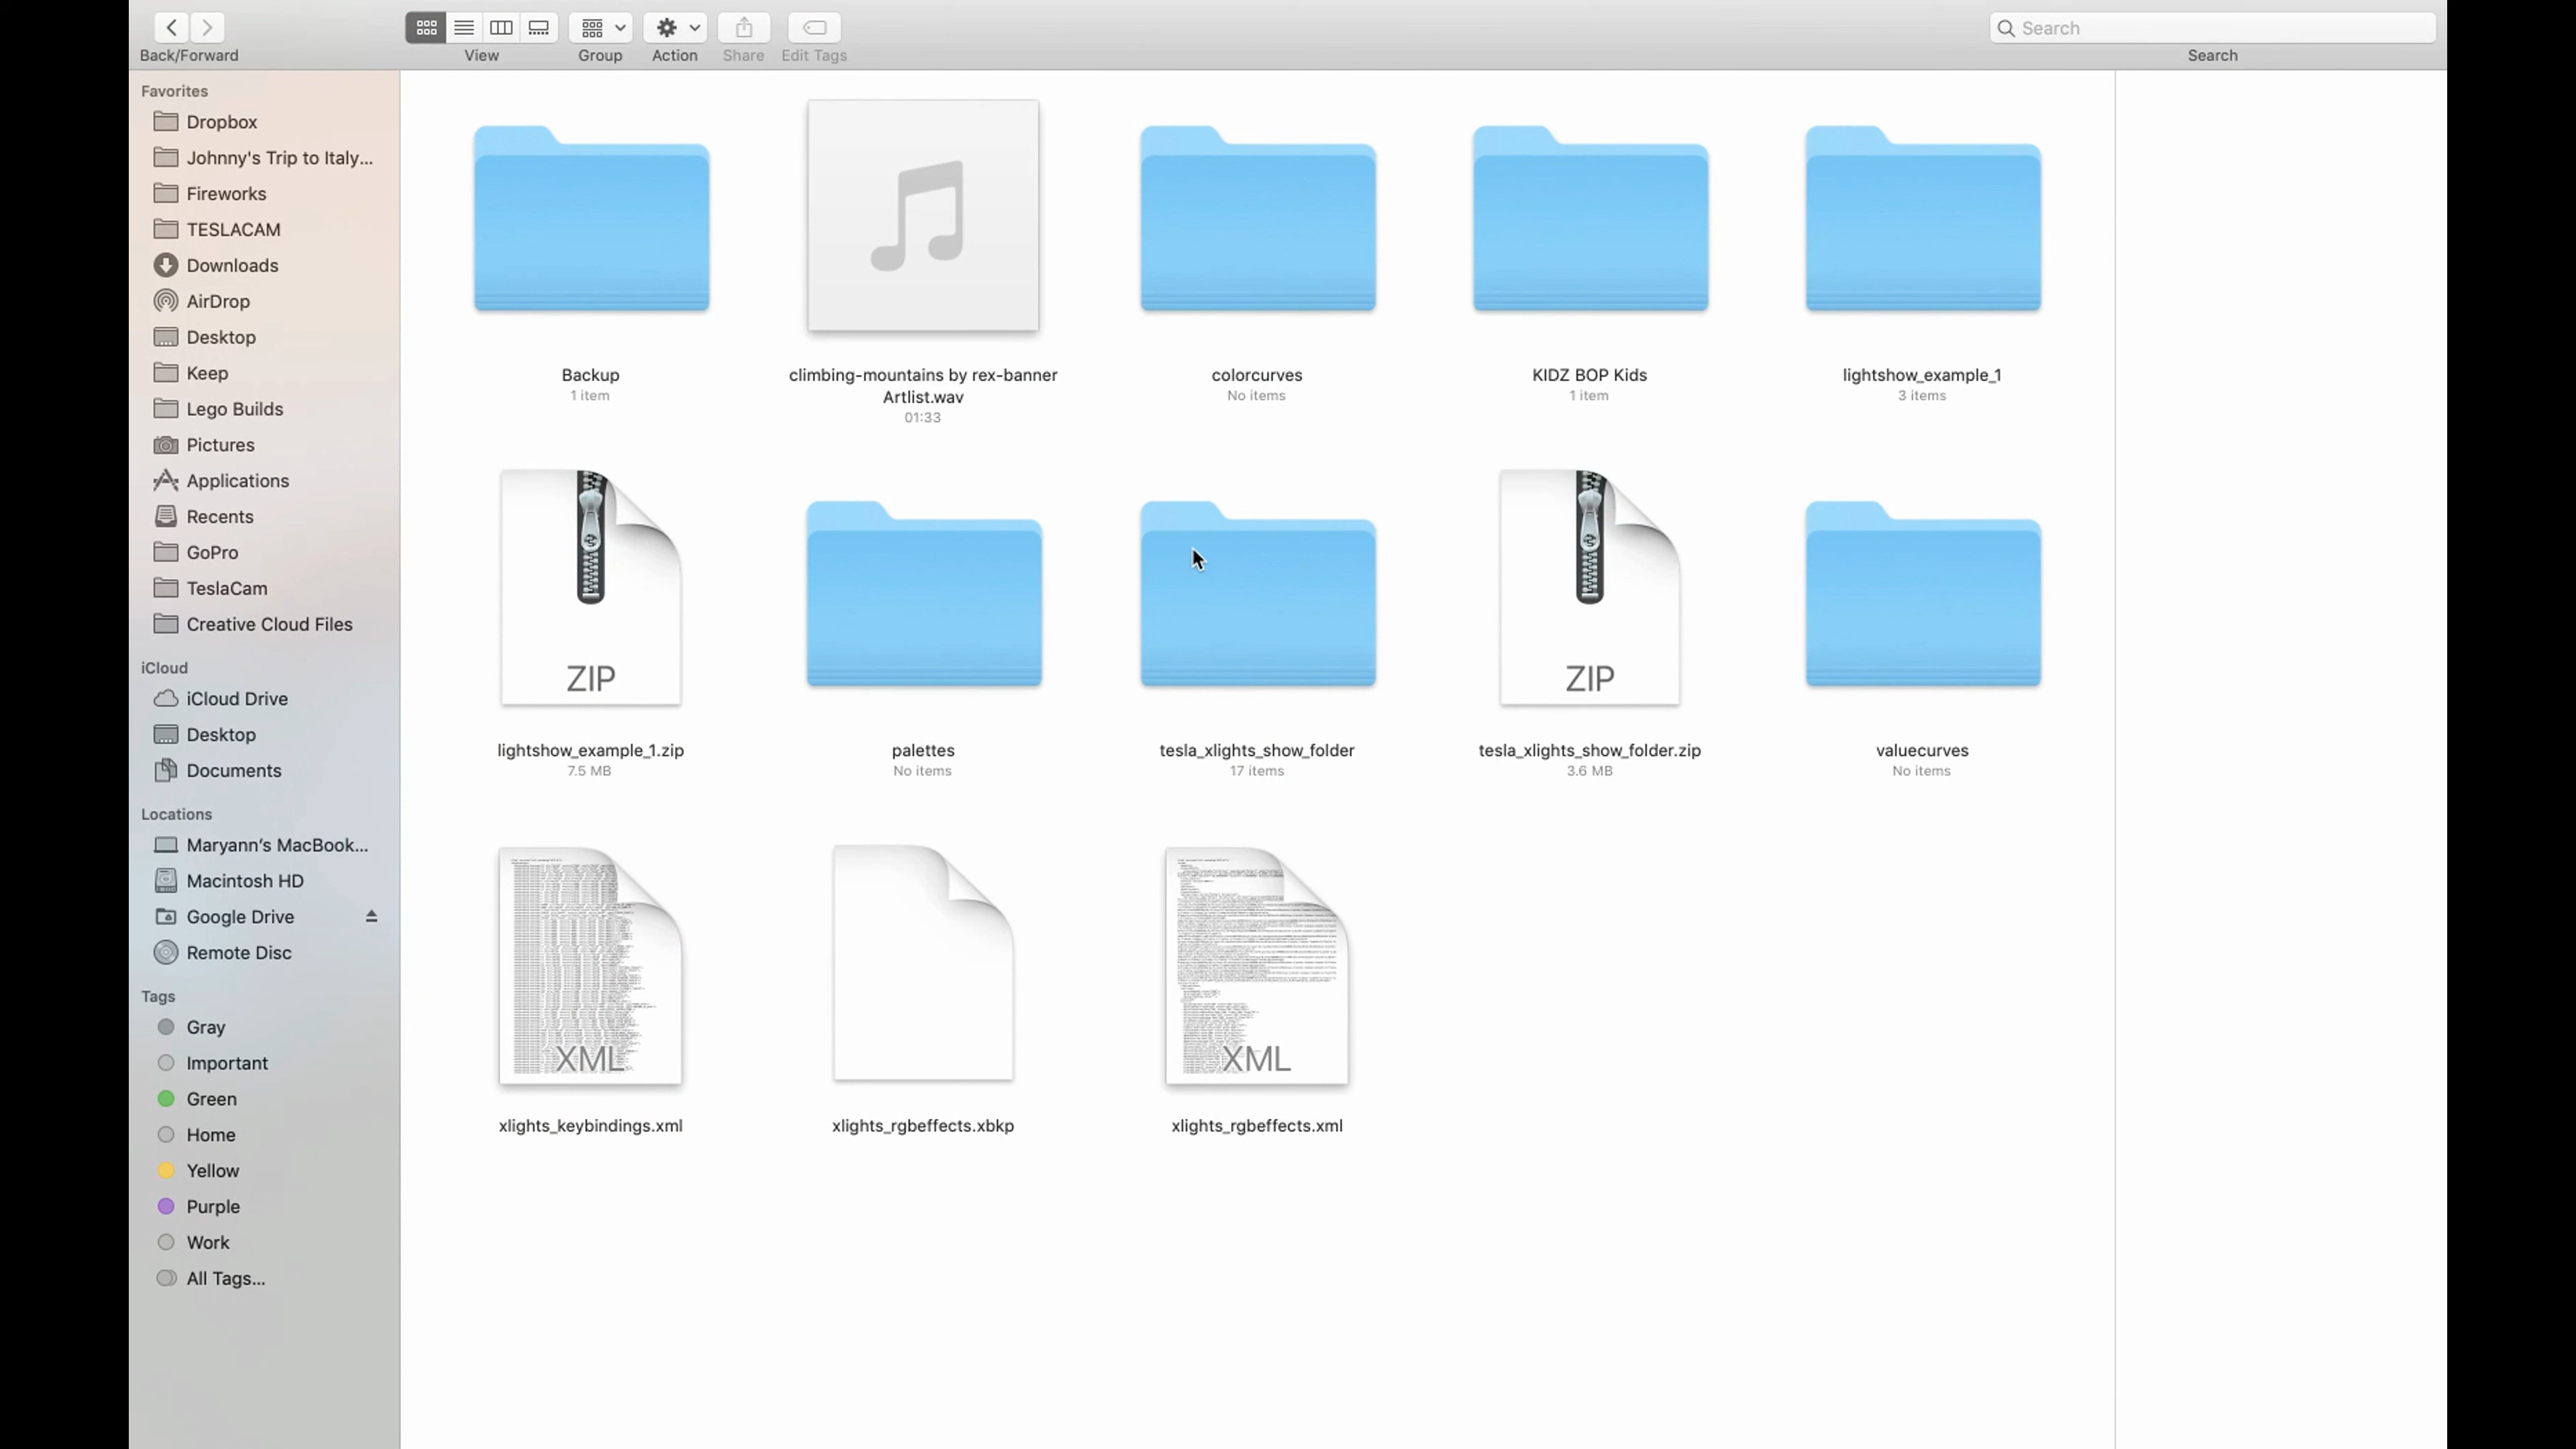 Search
Back/Forward
View
Group
Action
Share
Edit Tags
Search
Favorites
Dropbox
Johnny's Trip to Italy...
Fireworks
TESLACAM
Downloads
AirDrop
Desktop
Keep
Lego Builds
Pictures
Applications
Recents
GoPro
TeslaCam
Creative Cloud Files
iCloud
iCloud Drive
Desktop
Documents
Locations
Maryann's MacBook...
Macintosh HD
Google Drive
Remote Disc
Tags
Gray
Important
Green
Home
Yellow
Purple
Work
All Tags...
Backup
1 item
climbing-mountains by rex-banner
Artlist.wav
01:33
colorcurves
No items
KIDZ BOP Kids
1 item
lightshow_example_1
3 items
ZIP
lightshow_example_1.zip
7.5 MB
palettes
No items
tesla_xlights_show_folder
17 items
ZIP
tesla_xlights_show_folder.zip
3.6 MB
valuecurves
No items
XML
xlights_keybindings.xml
xlights_rgbeffects.xbkp
XML
xlights_rgbeffects.xml